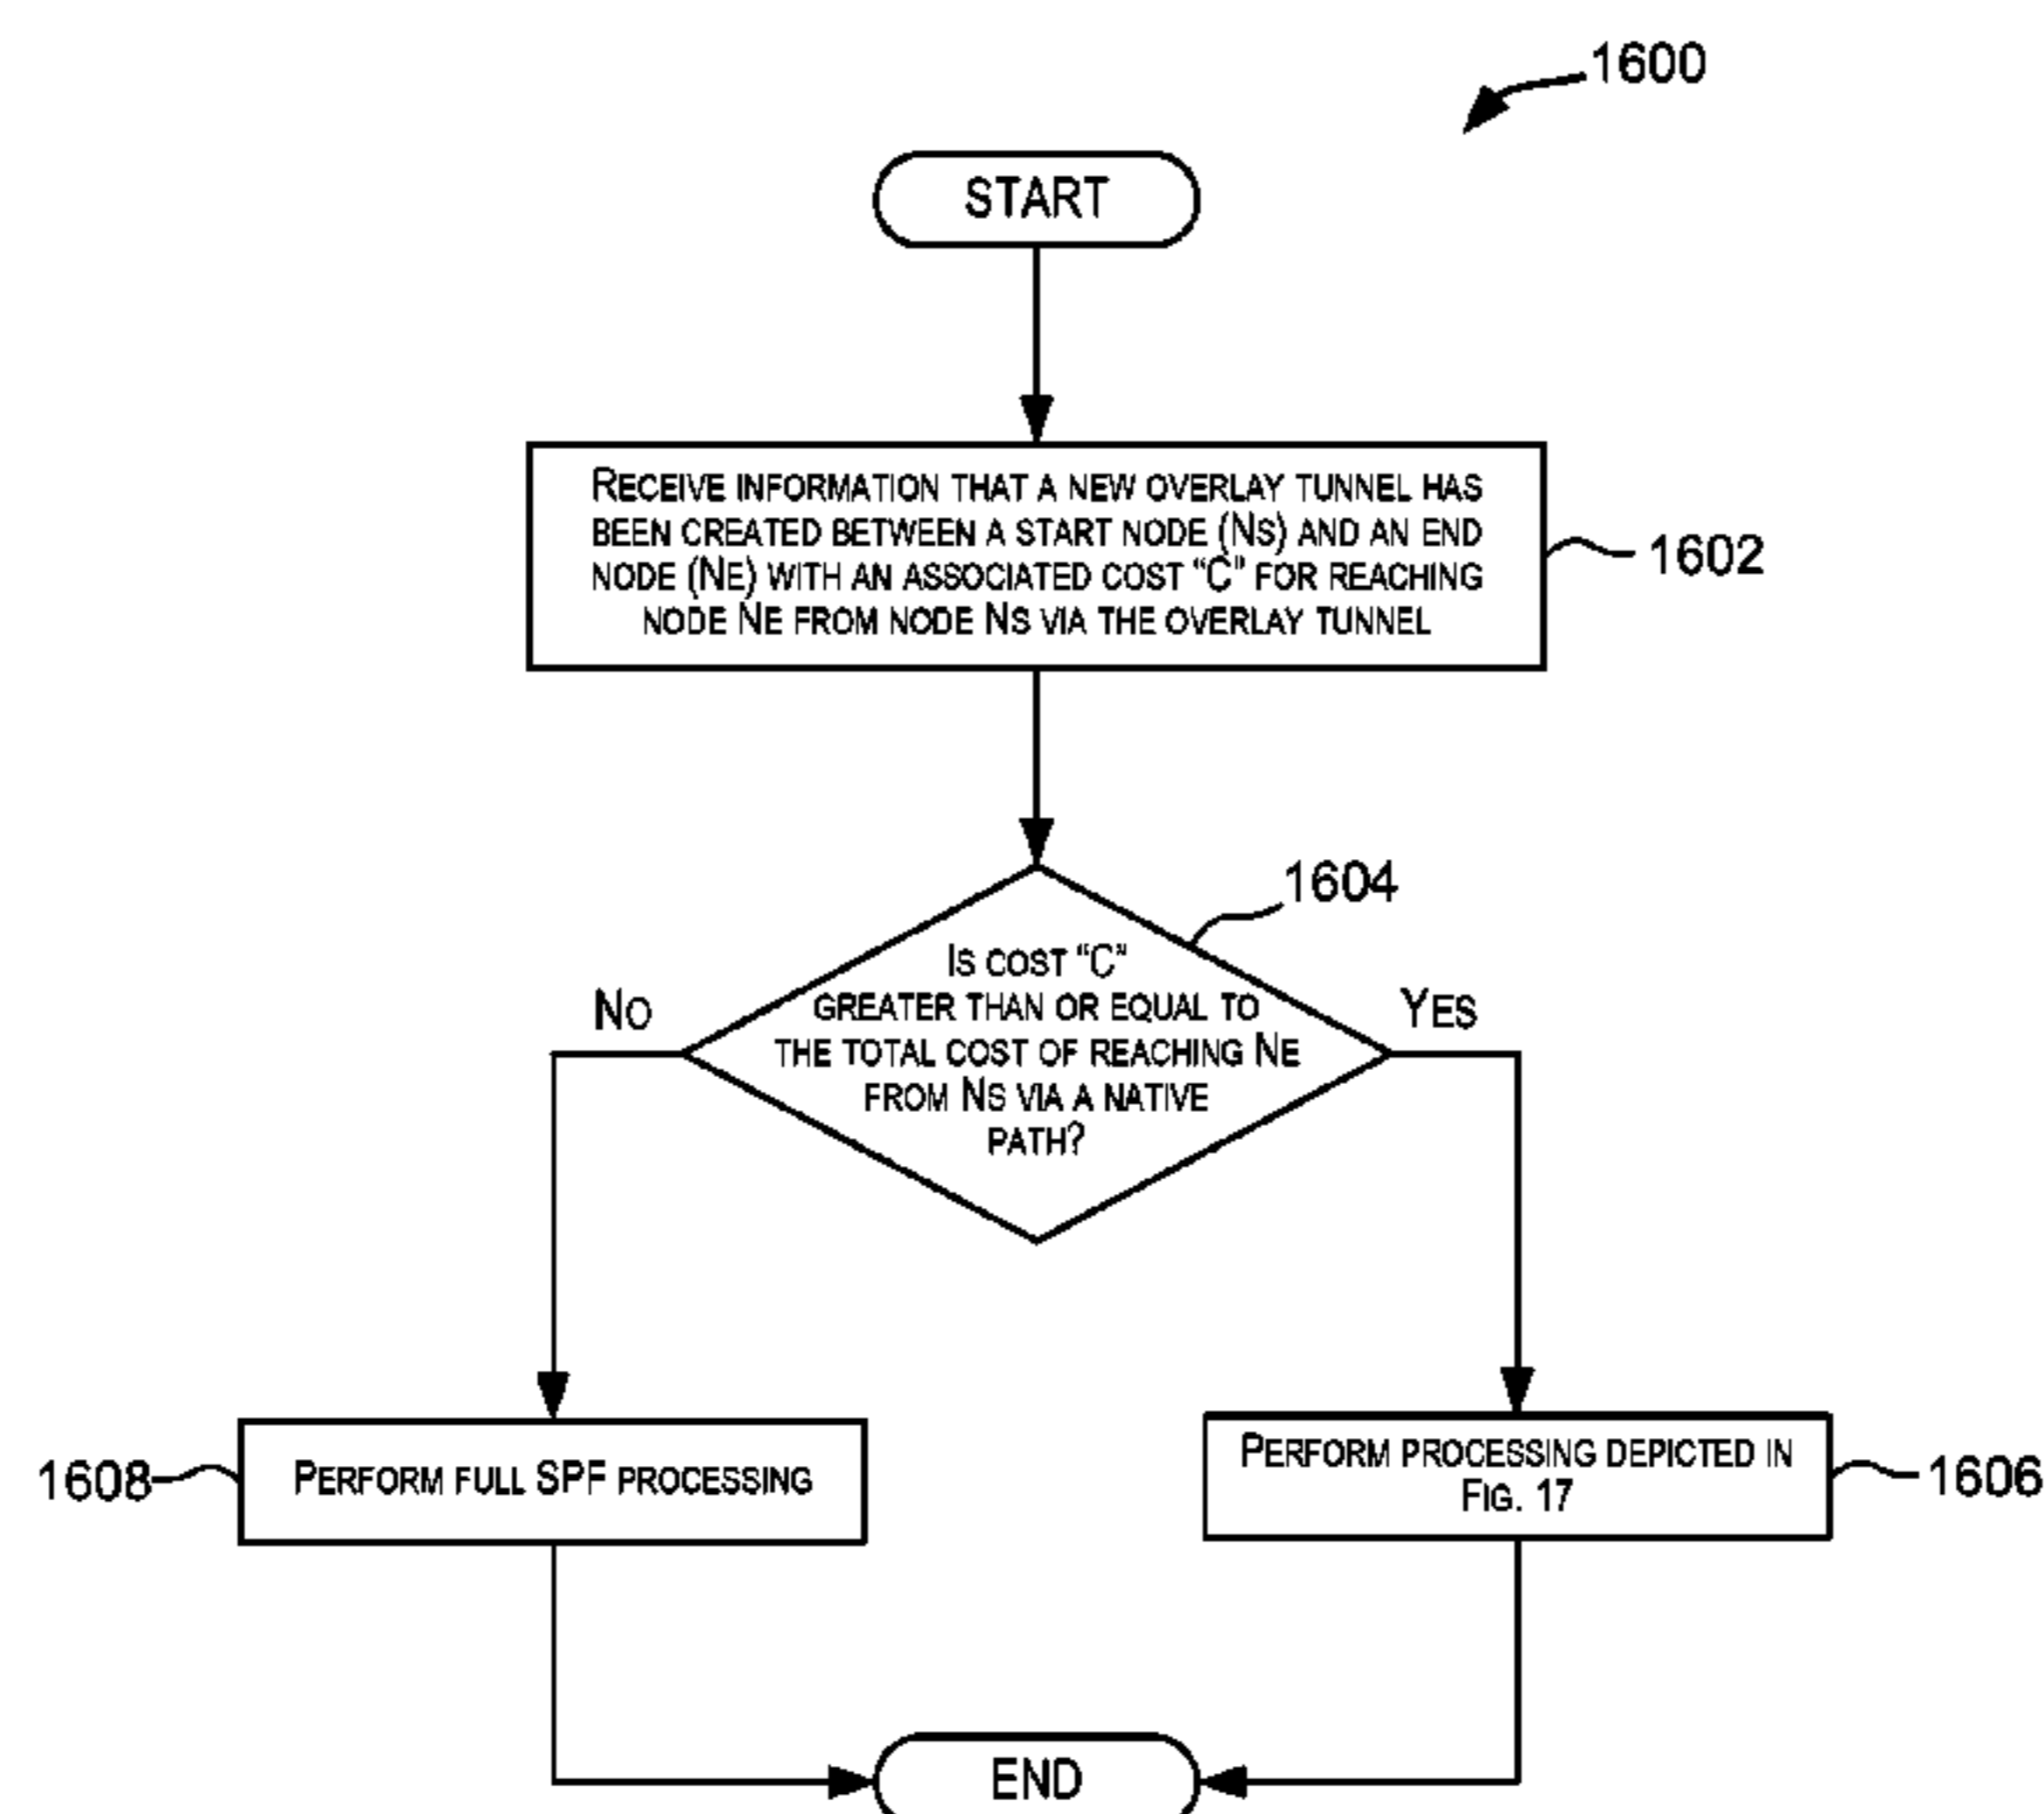 1600
START
RECEIVE INFORMATION THAT A NEW OVERLAY TUNNEL HAS
BEEN CREATED BETWEEN A START NODE (NS) AND AN END
NODE (NE) WITH AN ASSOCIATED COST "C" FOR REACHING
NODE NE FROM NODE NS VIA THE OVERLAY TUNNEL
1602
1604
IS COST "C"
GREATER THAN OR EQUAL TO
THE TOTAL COST OF REACHING NE
FROM NS VIA A NATIVE
PATH?
NO
YES
1608
PERFORM FULL SPF PROCESSING
PERFORM PROCESSING DEPICTED IN
FIG. 17
1606
END